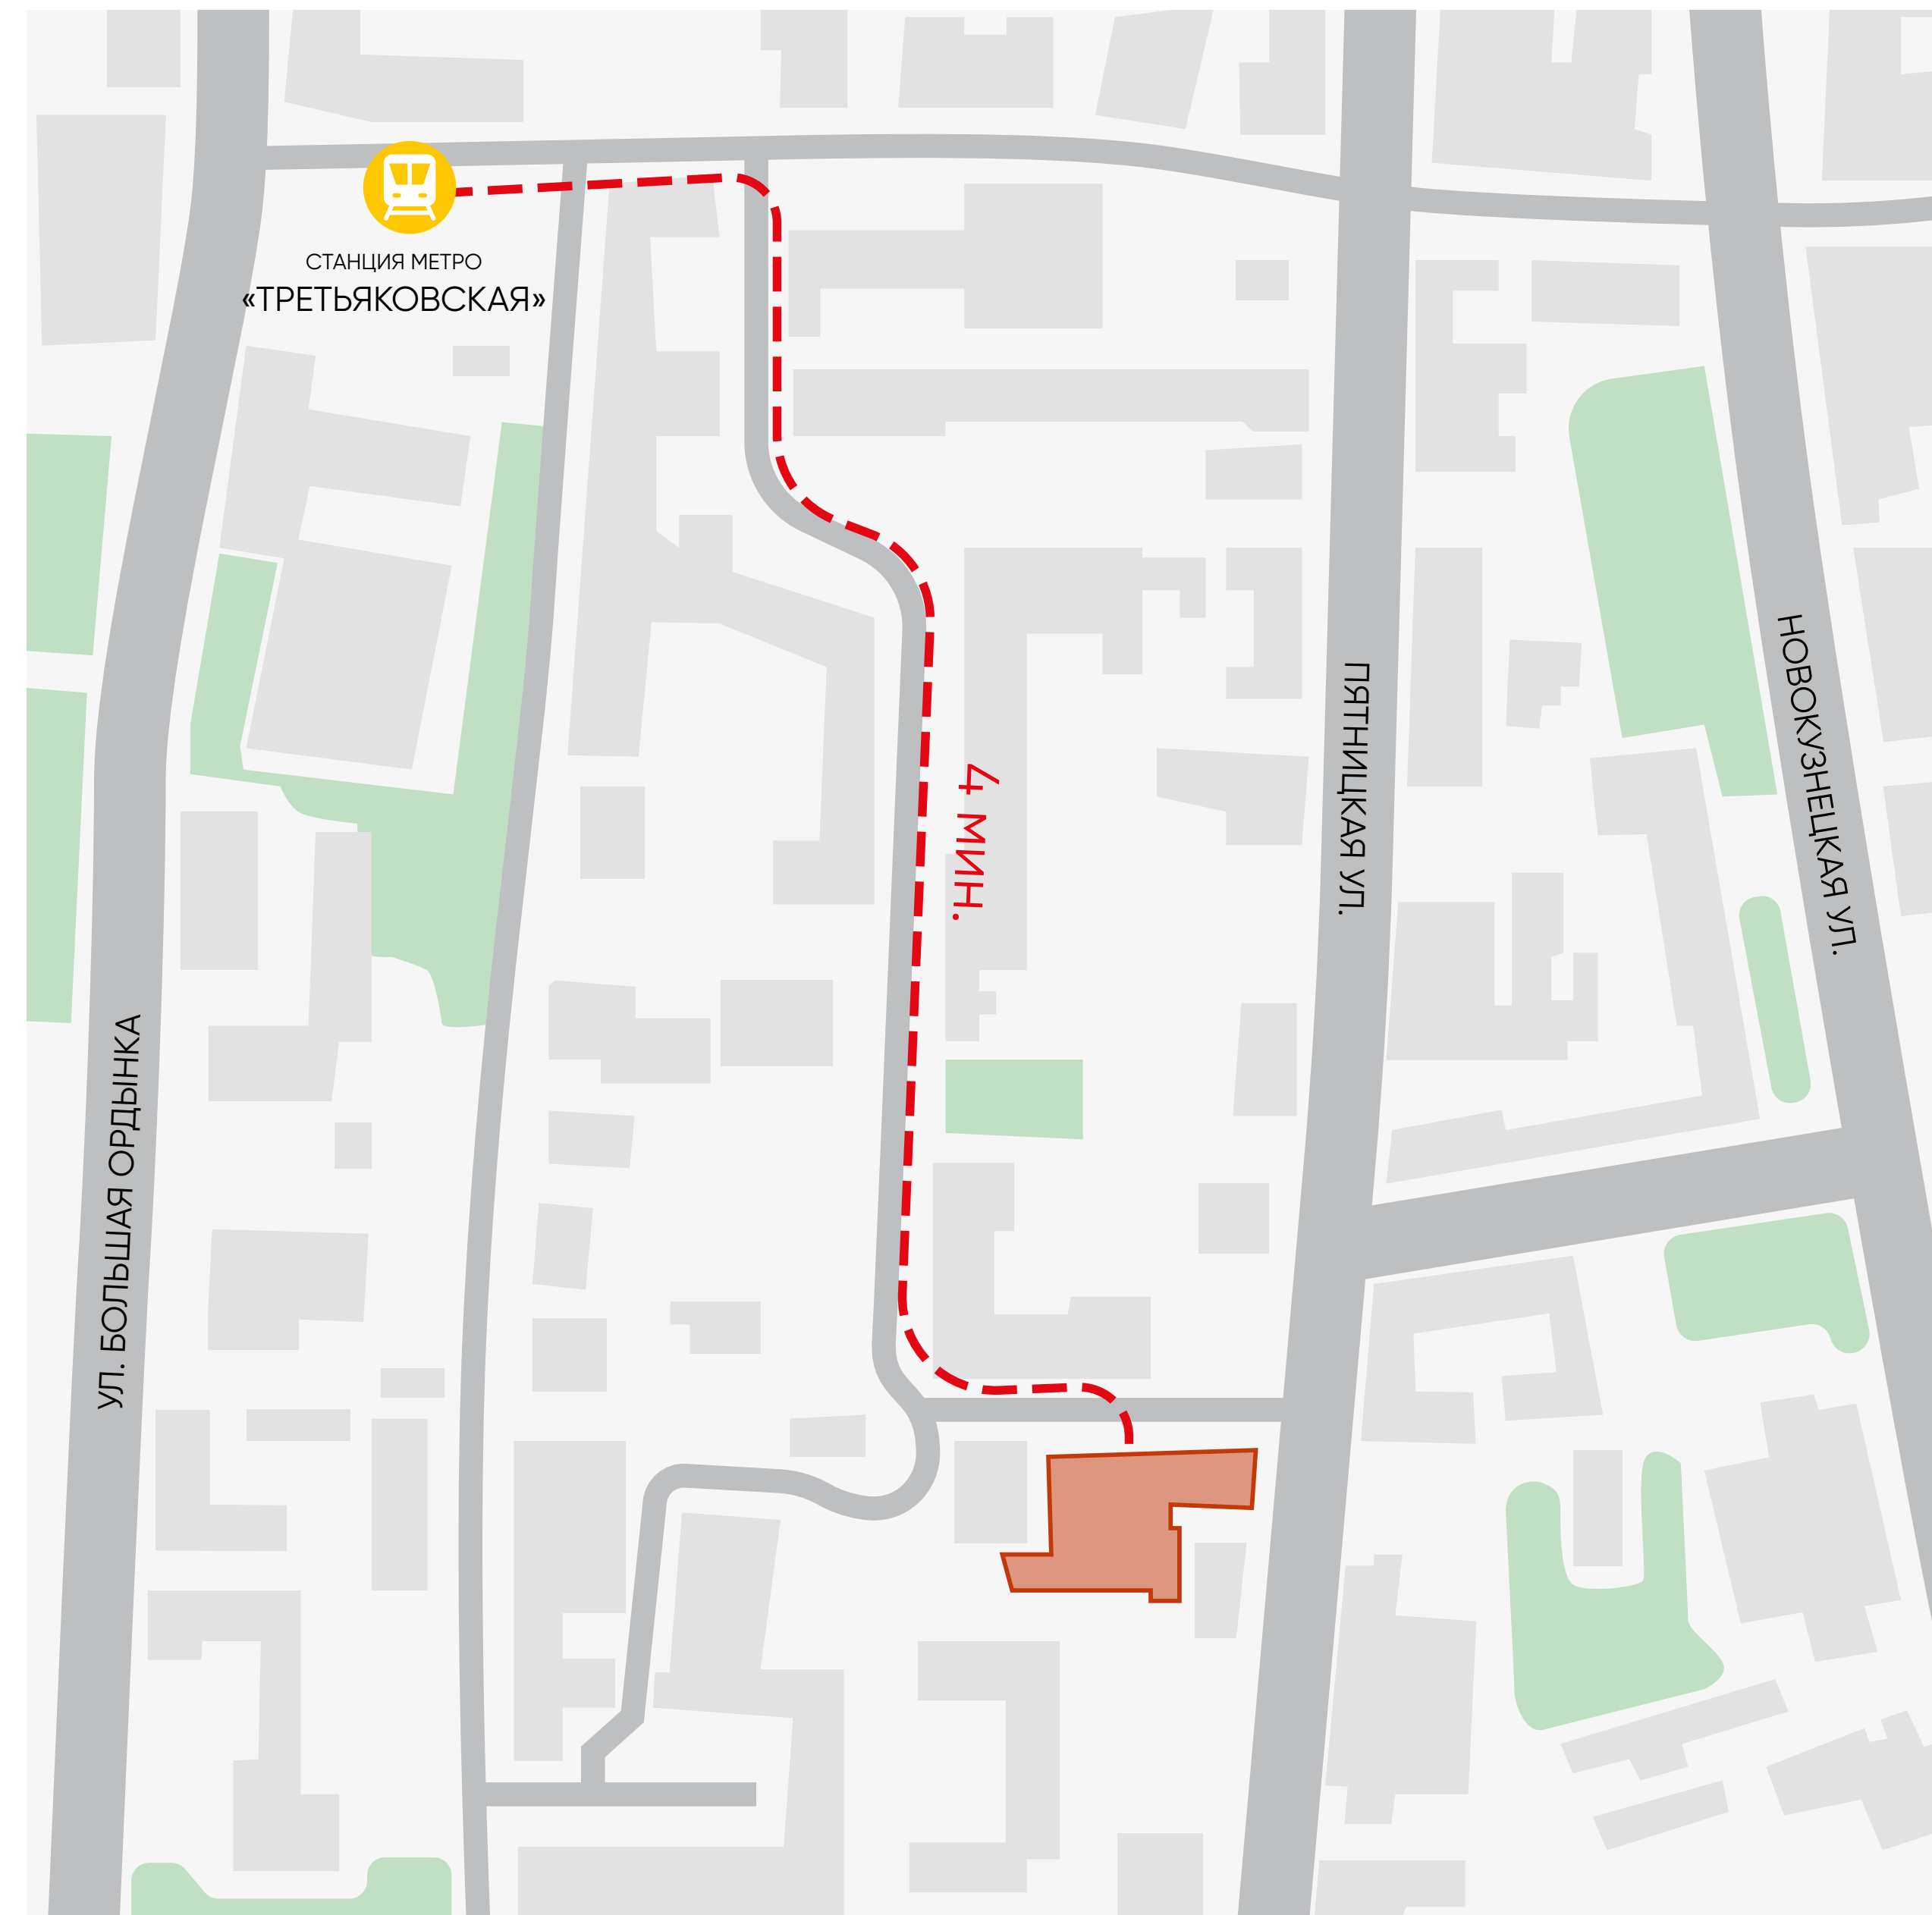 СТАНЦИЯ МЕТРО
«ТРЕТЬЯКОВСКАЯ»
НОВОКУЗНЕЦКАЯ УЛ.
ПЯТНИЦКАЯ УЛ.
4 МИН.
УЛ. БОЛЬШАЯ ОРДЫНКА